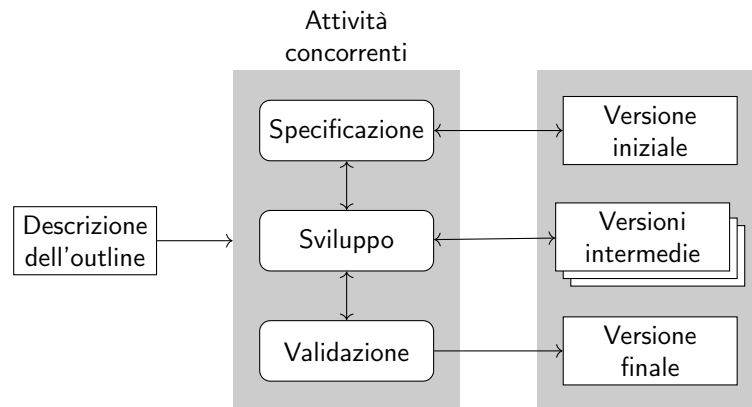 Attività
concorrenti
Specificazione
Versione
iniziale
Descrizione
dell'outline
Sviluppo
Versioni
intermedie
Validazione
Versione
finale